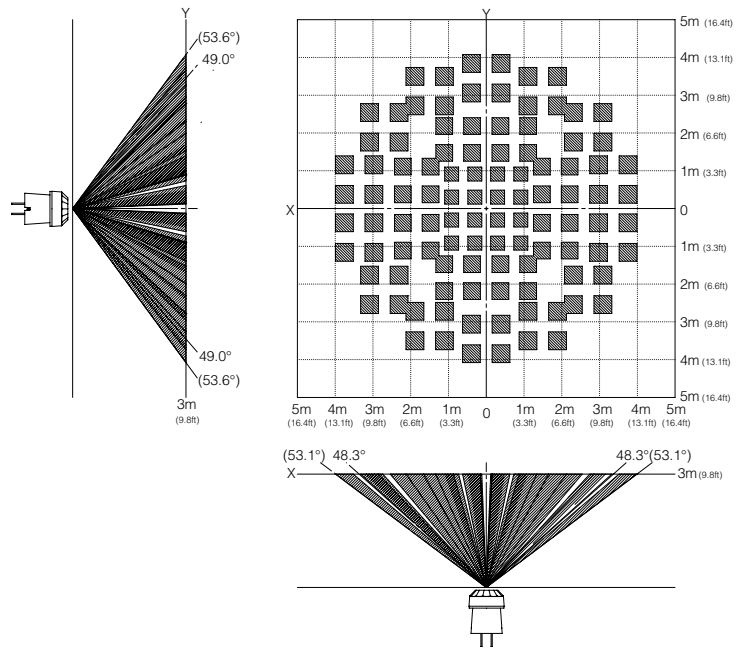 Y
(53.6°)
49.0°
49.0°
(53.6°)
3m
(9.8ft)
Y
5m (16.4ft)
4m (13.1ft)
3m (9.8ft)
2m (6.6ft)
1m (3.3ft)
X 0
1m (3.3ft)
2m (6.6ft)
3m (9.8ft)
4m (13.1ft)
5m (16.4ft)
5m 4m 3m 2m 1m 0 1m 2m 3m 4m 5m
(16.4ft) (13.1ft) (9.8ft) (6.6ft) (3.3ft) (3.3ft) (6.6ft) (9.8ft) (13.1ft) (16.4ft)
(53.1°) 48.3° 48.3° (53.1°)
X 3m (9.8ft)